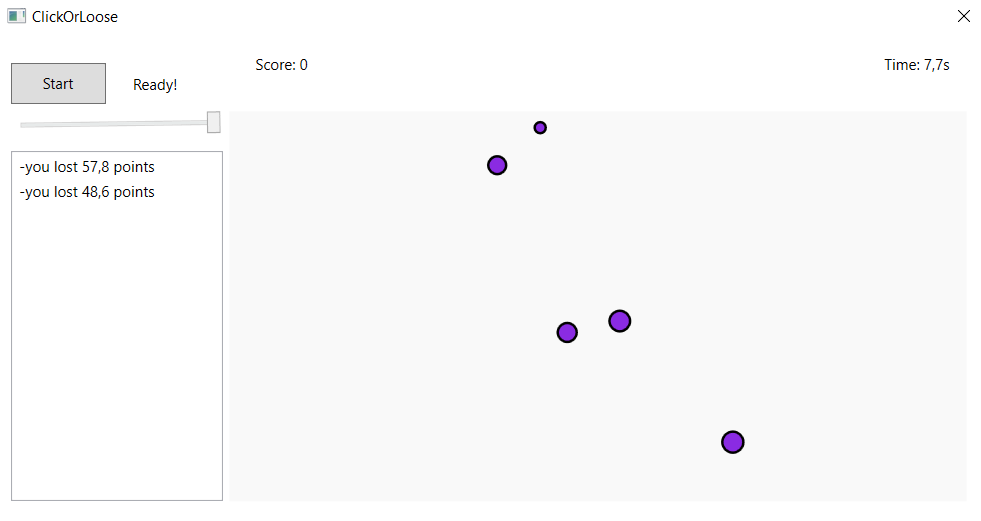 ClickOrLoose
Score: 0
Time: 7,7s
Start
Ready!
-you lost 57,8 points
-you lost 48,6 points